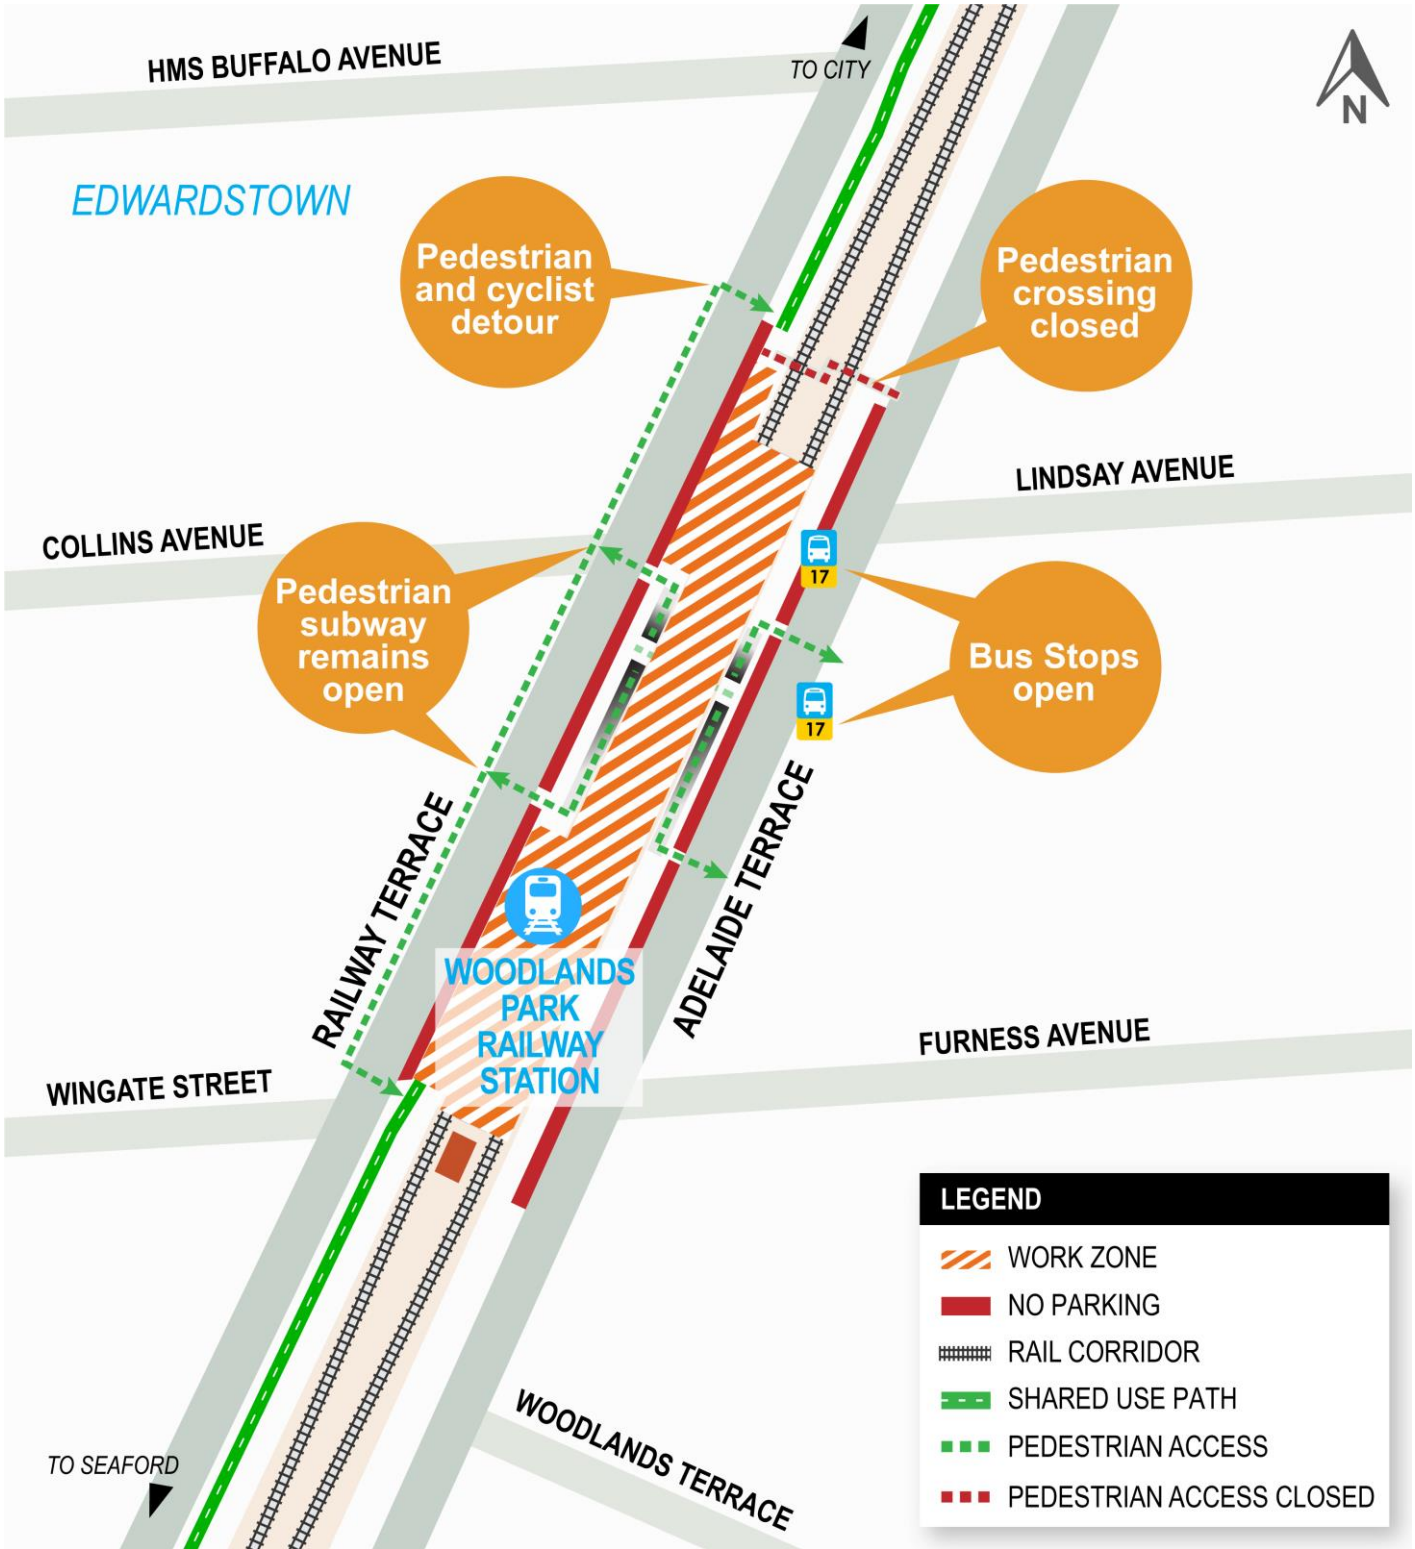 HMS BUFFALO AVENUE
TO CITY
N
EDWARDSTOWN
Pedestrian
and cyclist
detour
Pedestrian
crossing
closed
LINDSAY AVENUE
COLLINS AVENUE
Pedestrian
subway
remains
open
17
Bus Stops
open
17
RAILWAY TERRACE
ADELAIDE TERRACE
WOODLANDS
PARK
RAILWAY
STATION
FURNESS AVENUE
WINGATE STREET
LEGEND
WORK ZONE
NO PARKING
RAIL CORRIDOR
SHARED USE PATH
PEDESTRIAN ACCESS
PEDESTRIAN ACCESS CLOSED
WOODLANDS TERRACE
TO SEAFORD